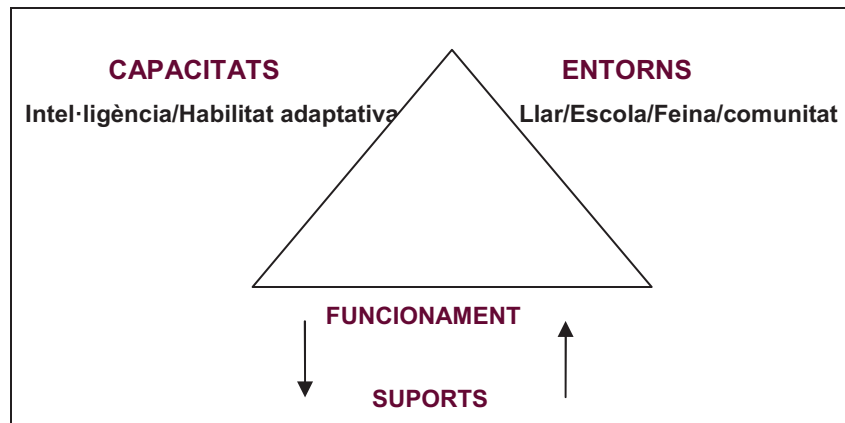 CAPACITATS
ENTORNS
Intel·ligència/Habilitat adaptativa
Llar/Escola/Feina/comunitat
FUNCIONAMENT
SUPORTS